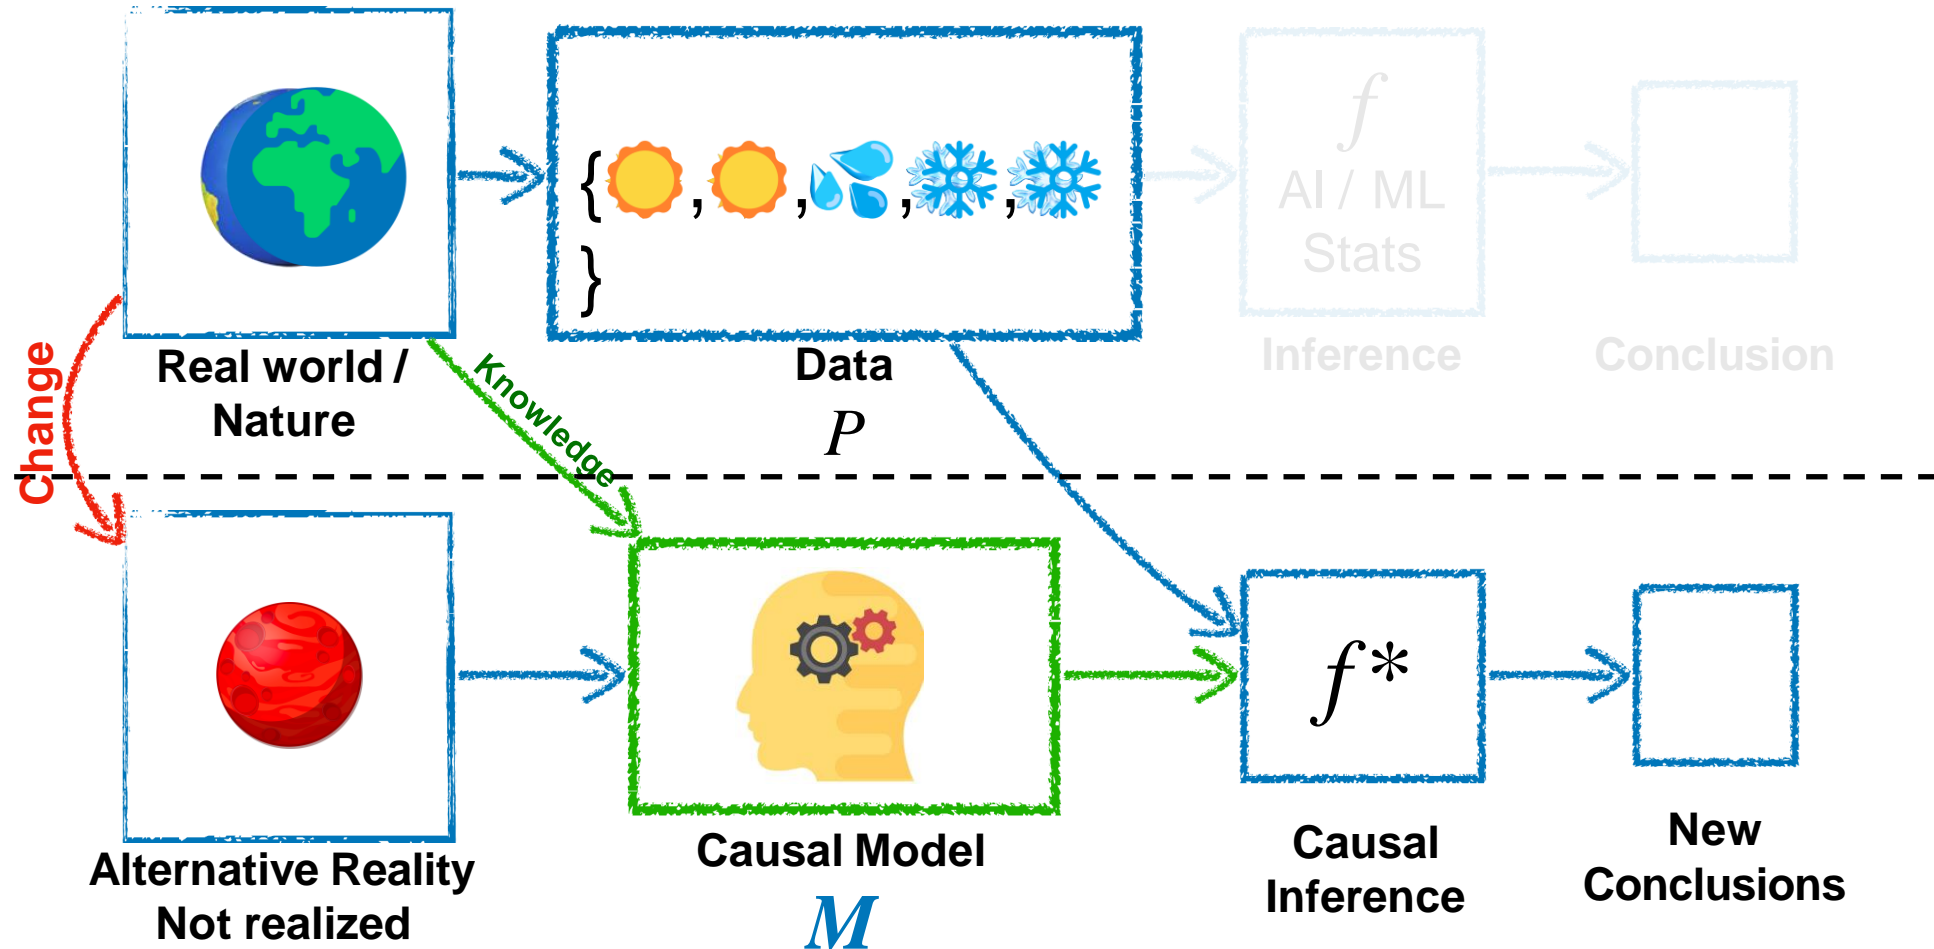 {☀️,☀️,💦,❄️,❄️
}
f
AI / ML
Stats
Real world /
Nature
Data
P
Inference
Conclusion
Change
Knowledge
f*
Alternative Reality
Not realized
Causal Model
M
Causal
Inference
New
Conclusions